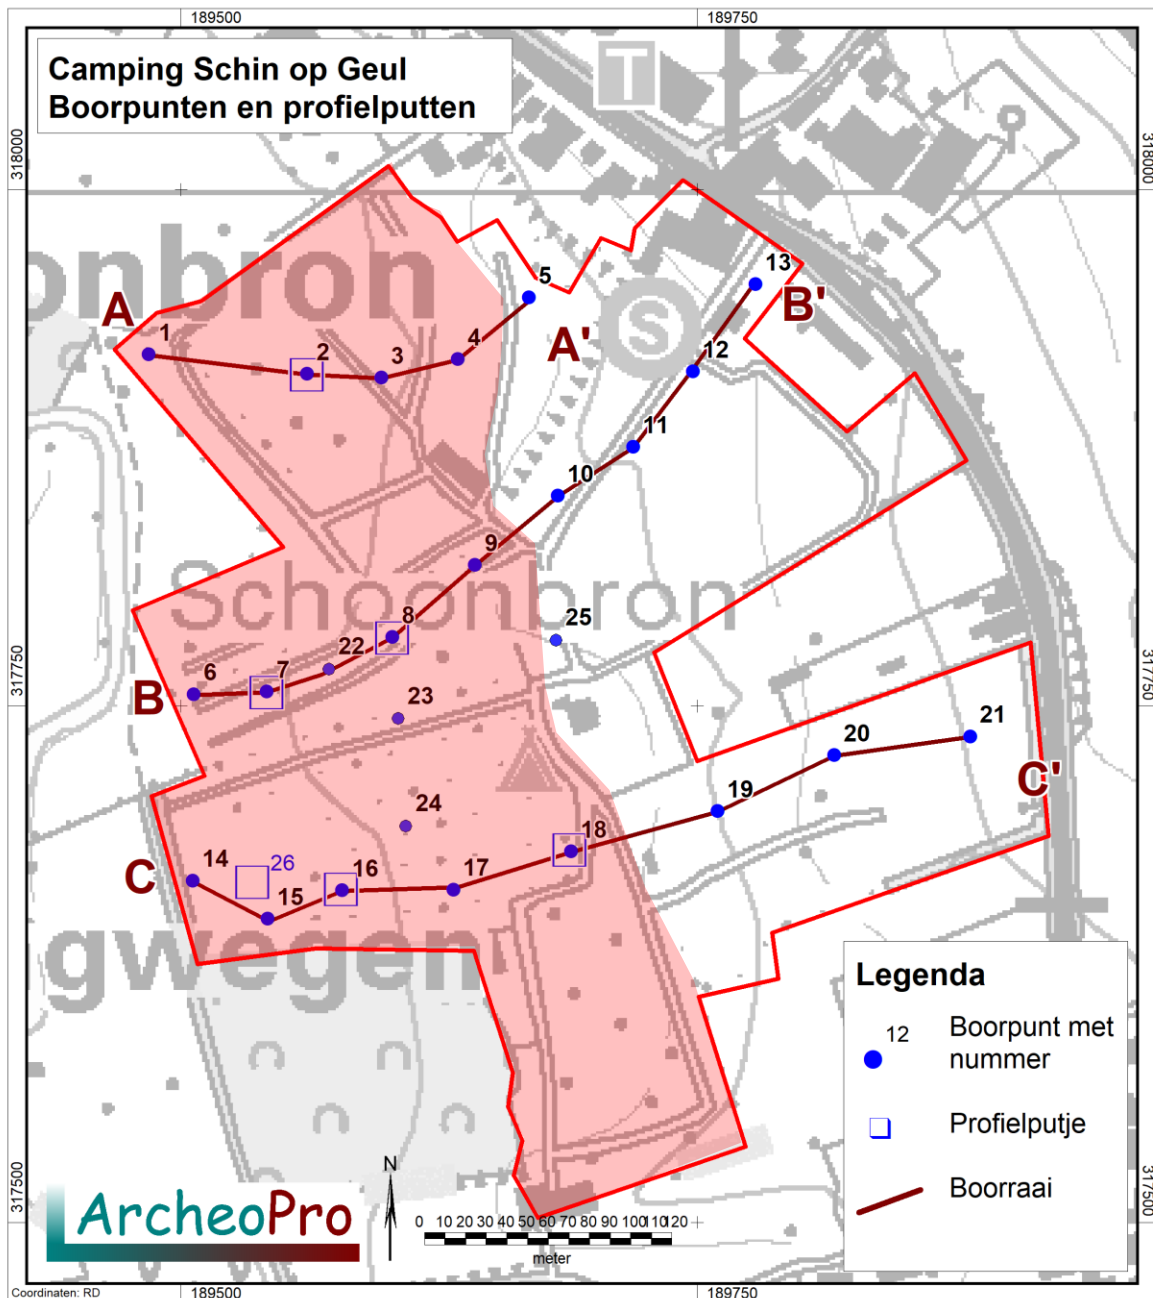 189500
189750
Camping Schin op Geul
Boorpunten en profielputten
T
318000
318000
onbron
13
5
B'
A
1
4
A'
S
2
3
12
11
10
9
Schoonbron
8
25
22
6
7
B
317750
317750
23
21
20
C'
24
19
18
C
14
26
16
17
15
gwegen
Legenda
12
Boorpunt met
nummer
Profielputje
Boorraai
N
317500
317500
ArcheoPro
0 10 20 30 40 50 60 70 80 90 100 110 120
meter
Coordinaten: RD
189500
189750